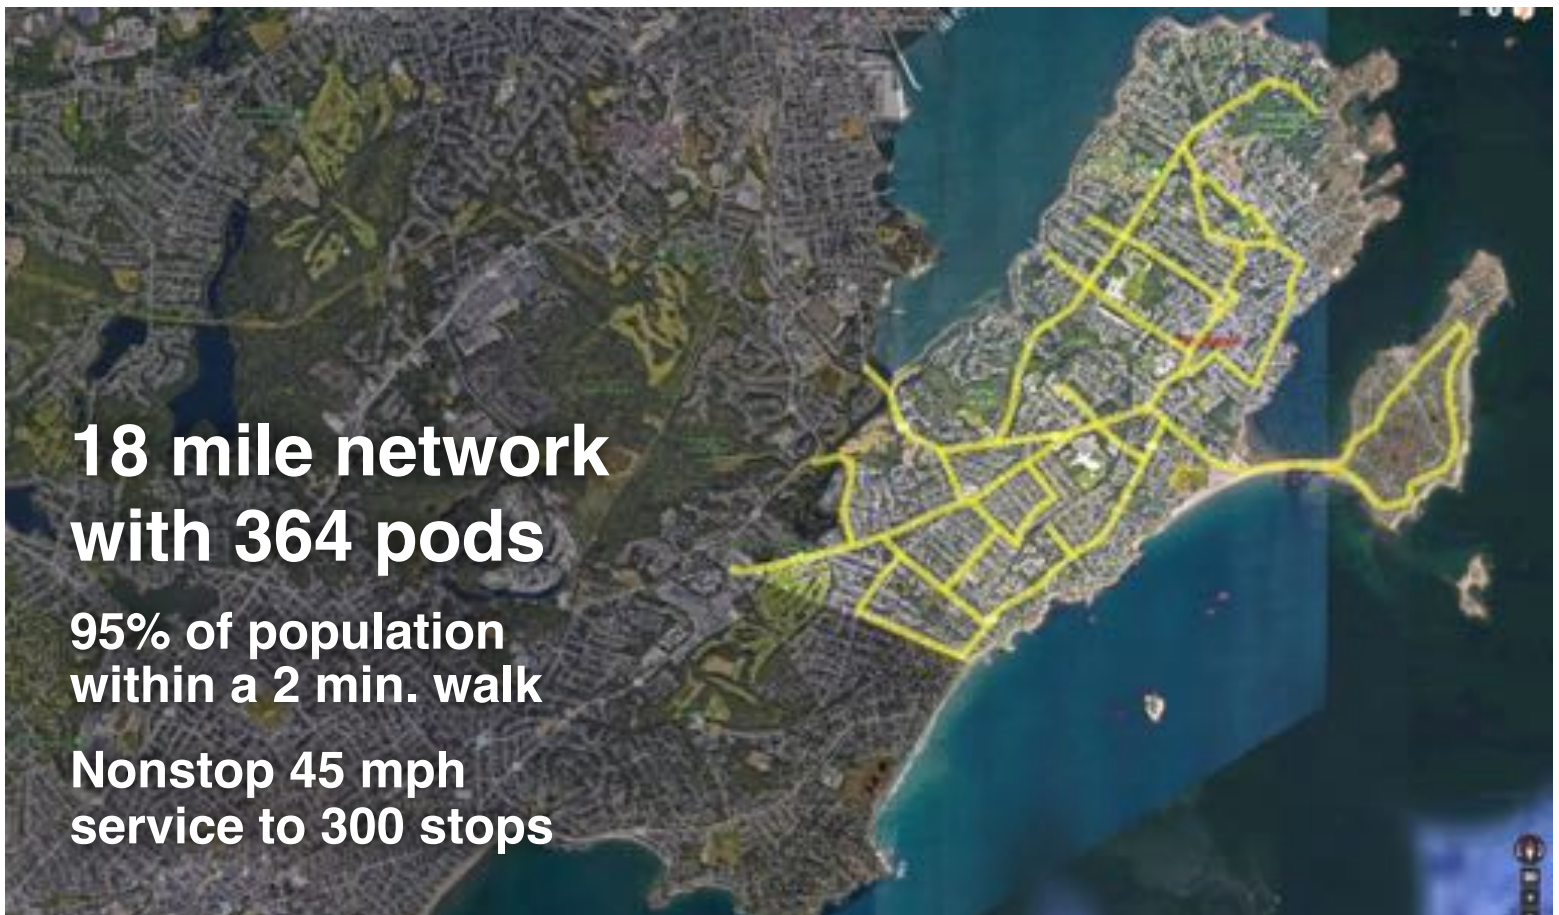 18 mile network
with 364 pods
95% of population
within a 2 min. walk
Nonstop 45 mph
service to 300 stops